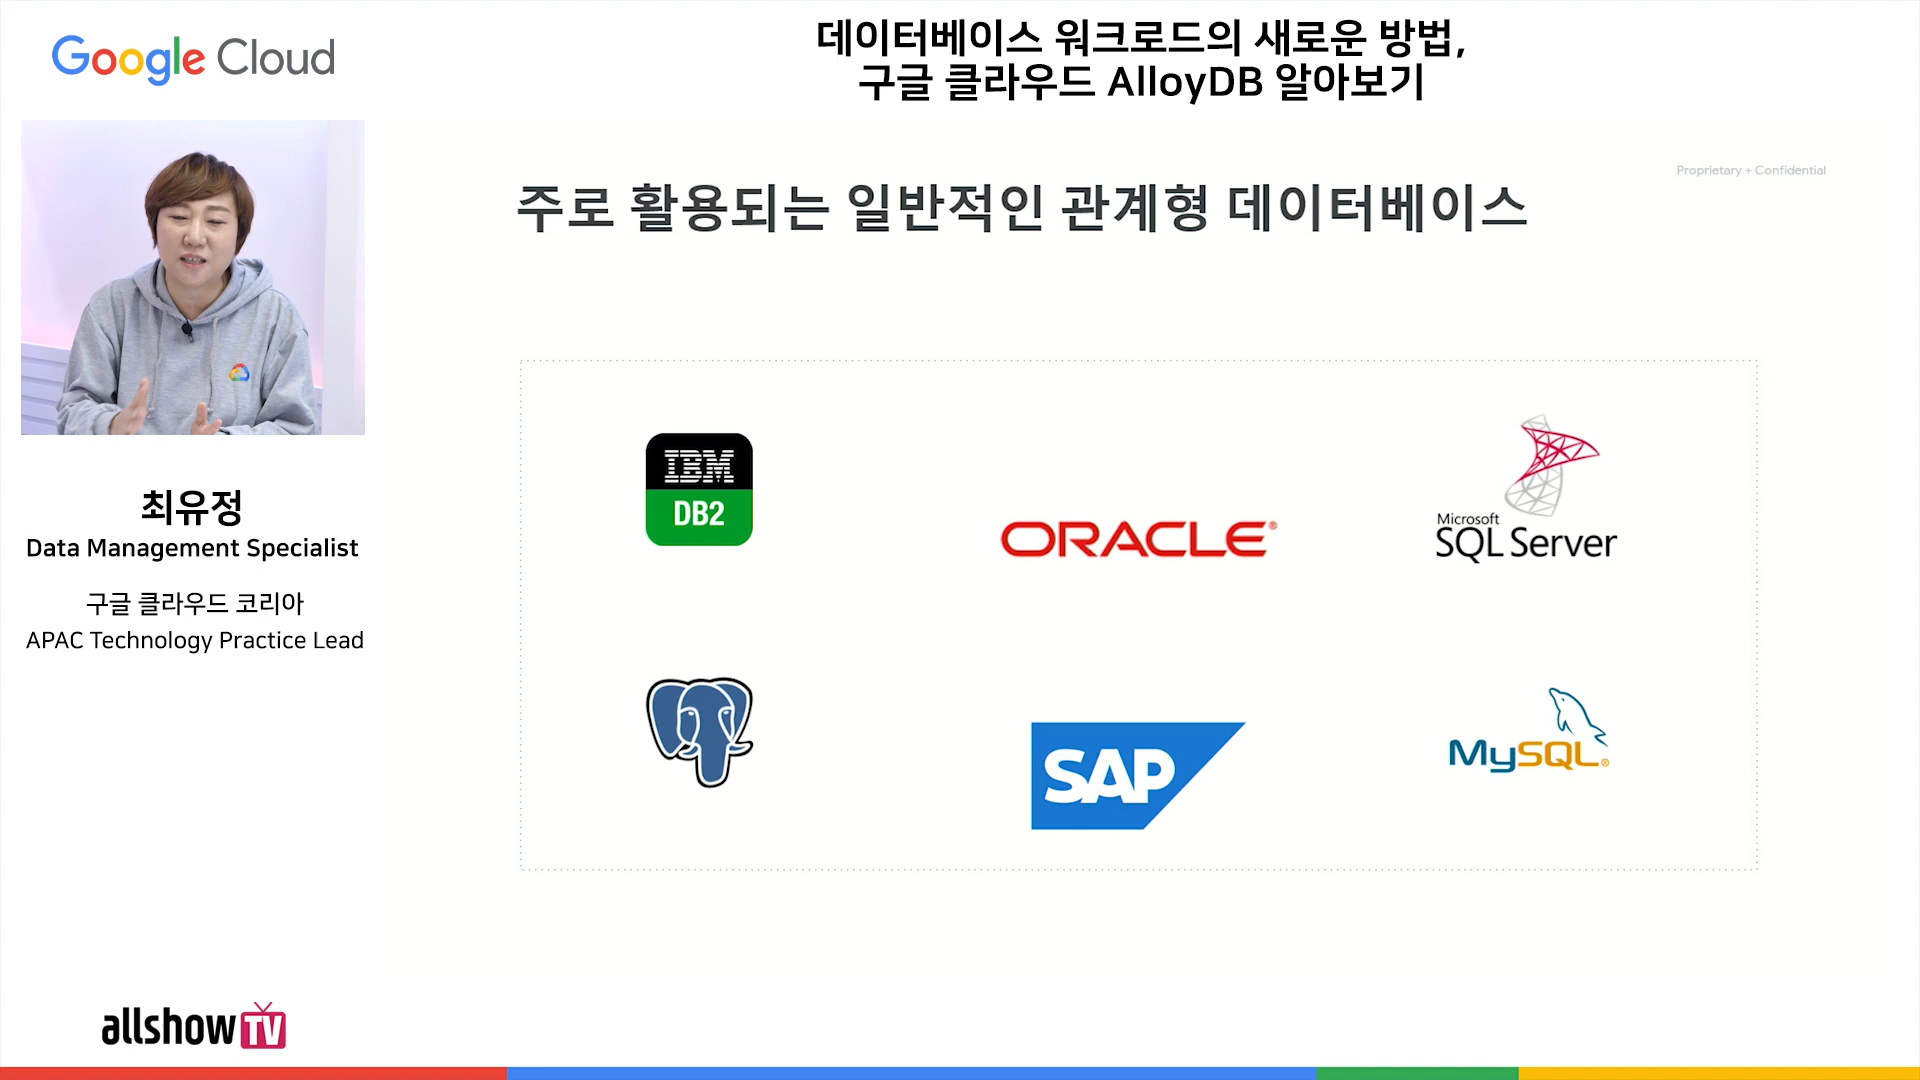 Google Cloud
데이터베이스 워크로드의 새로운 방법,
구글 클라우드 AlloyDB 알아보기
Proprietary + Confidential
주로 활용되는 일반적인 관계형 데이터베이스
IBM
DB2
ORACLE®
Microsoft
SQL Server
SAP
MySQL®
최유정
Data Management Specialist
구글 클라우드 코리아
APAC Technology Practice Lead
allshowTV